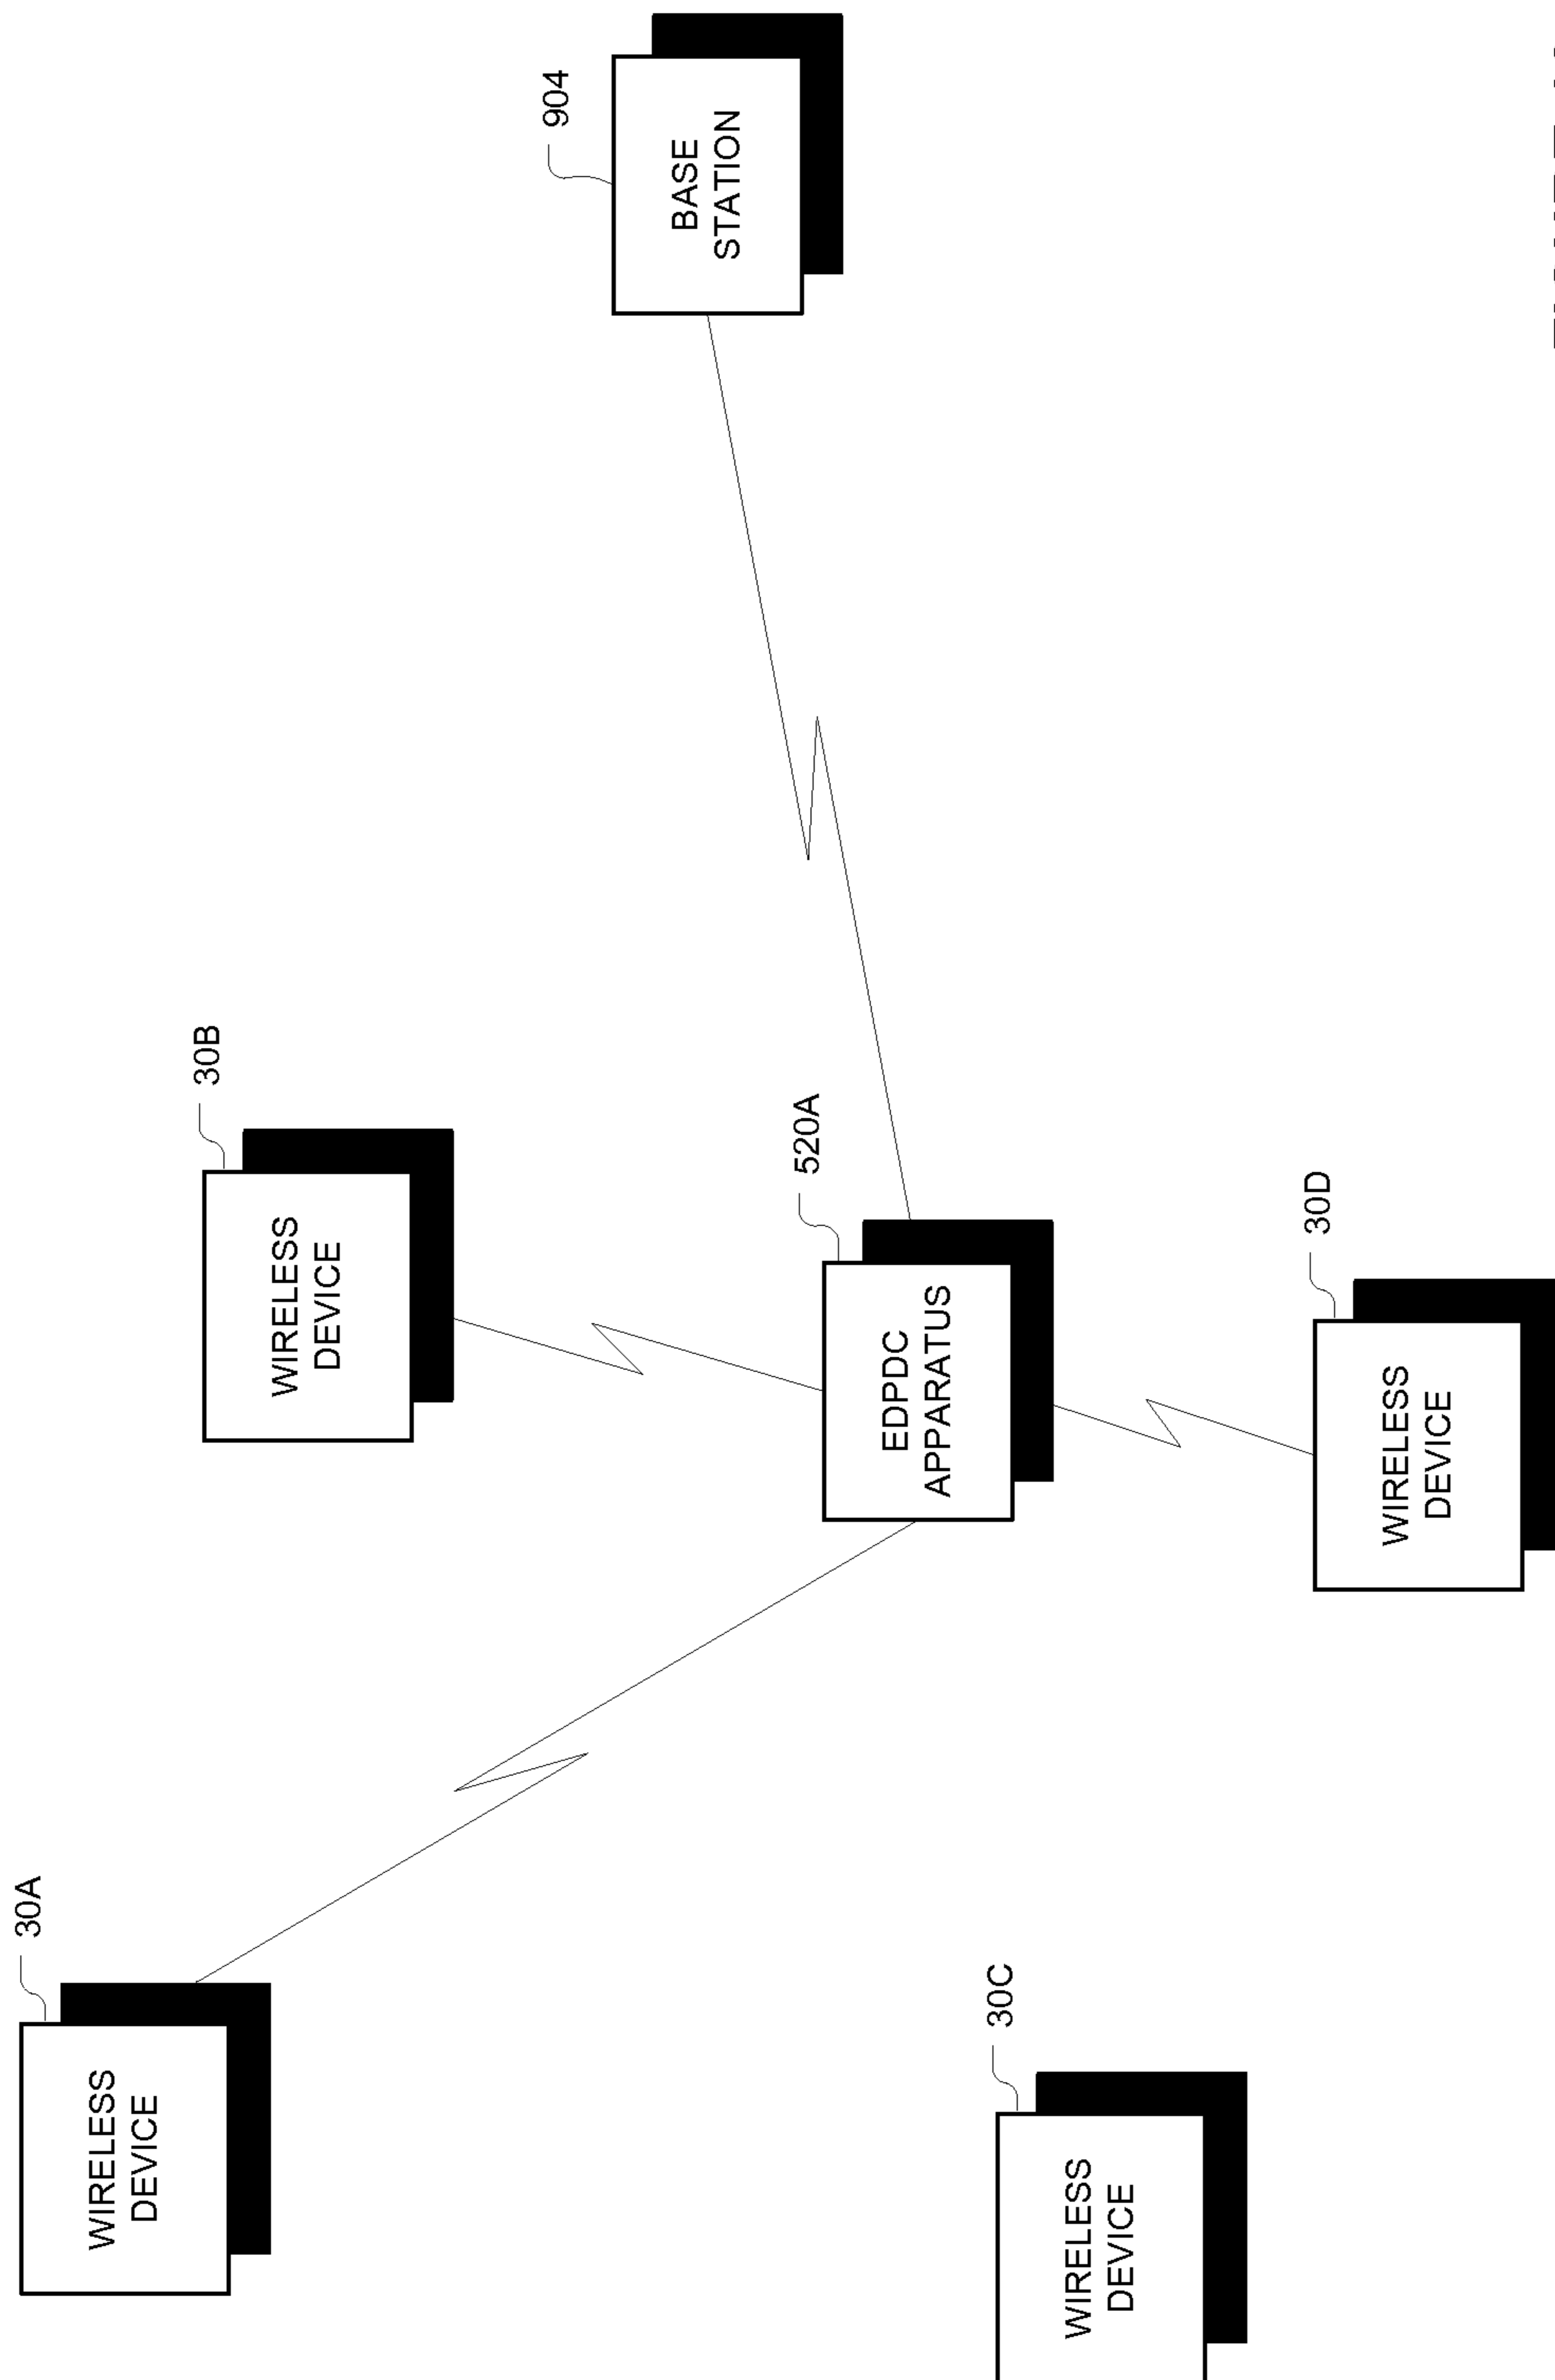 30A
WIRELESS
DEVICE
30B
WIRELESS
DEVICE
904
BASE
STATION
520A
EDPDC
APPARATUS
30C
WIRELESS
DEVICE
30D
WIRELESS
DEVICE